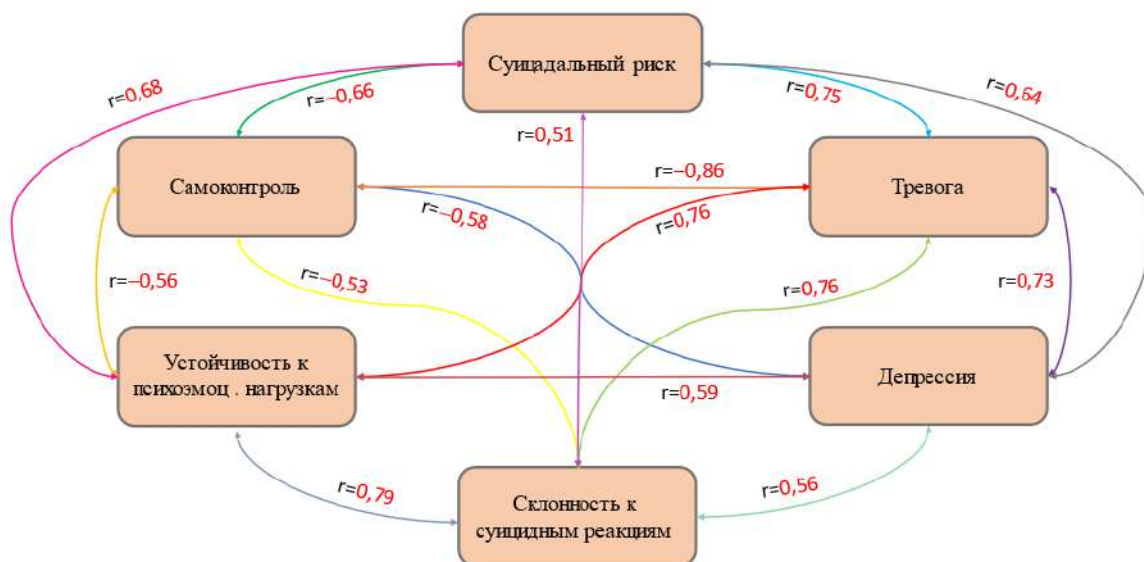 Суицадальный риск
r=0,68
r=–0,66
r=0,75
r=0,64
r=0,51
Самоконтроль
r=–0,86
Тревога
r=–0,58
r=0,76
r=–0,56
r=–0,53
r=0,76
r=0,73
Устойчивость к
психоэмоц . нагрузкам
r=0,59
Депрессия
r=0,79
Склонность к
суицидным реакциям
r=0,56